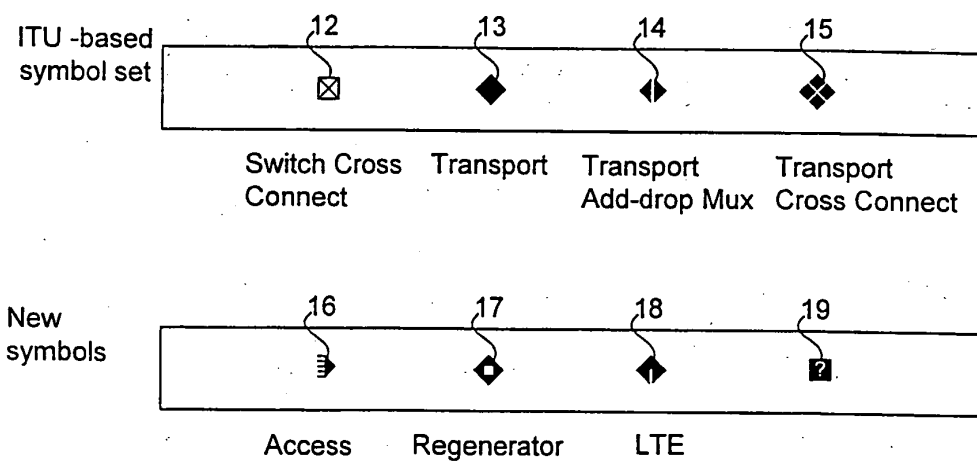 12 13 14 15
ITU -based
symbol set
Switch Cross
Connect
Transport
Transport
Add-drop Mux
Transport
Cross Connect
16 17 18 19
New
symbols
?
Access Regenerator LTE